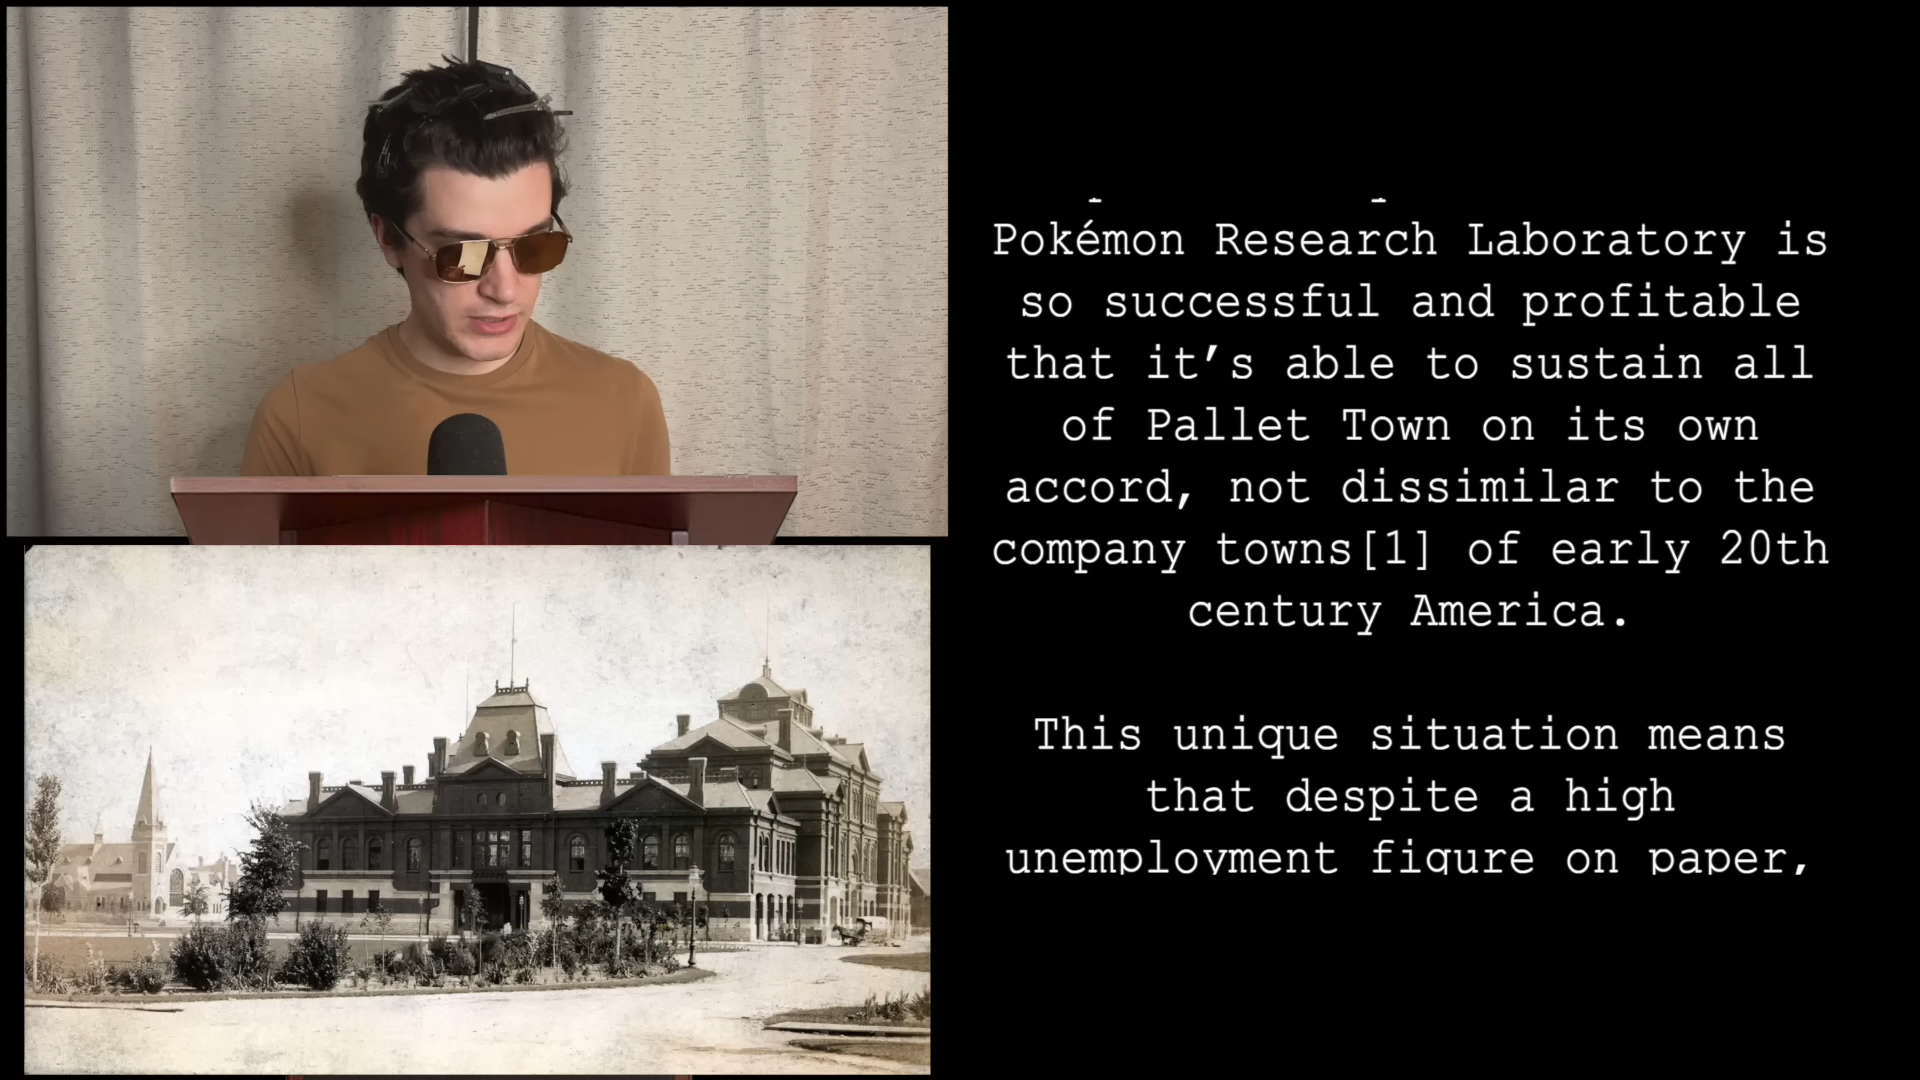 Pokémon Research Laboratory is
so successful and profitable
that it’s able to sustain all
of Pallet Town on its own
accord, not dissimilar to the
company towns[1] of early 20th
century America.
This unique situation means
that despite a high
unemployment figure on paper,